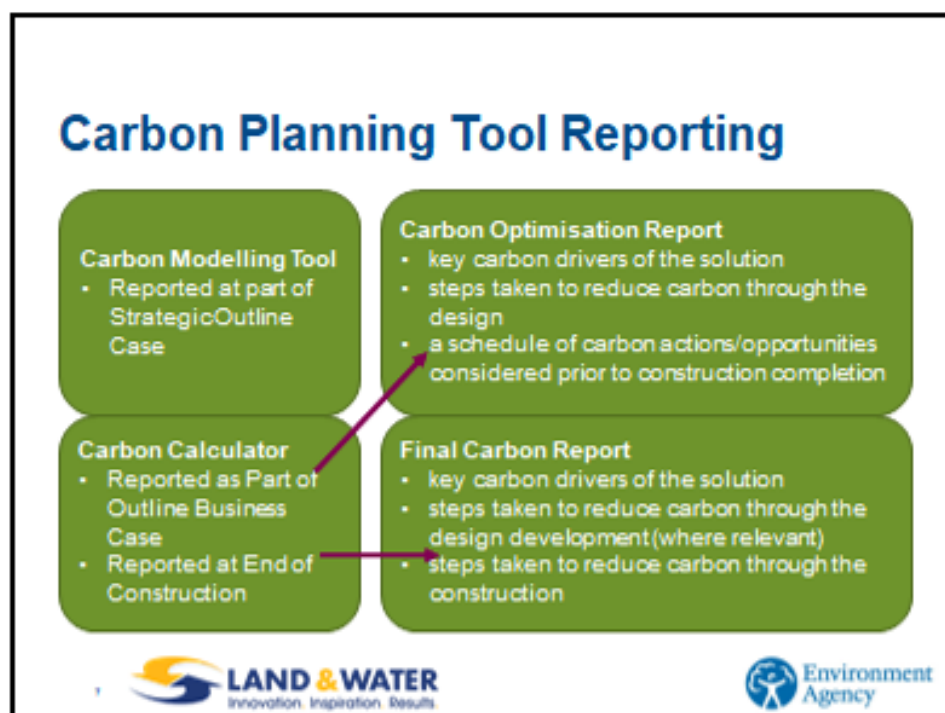 Carbon Planning Tool Reporting
Carbon Modelling Tool
• Reported at part of
Strategic Outline
Case
Carbon Optimisation Report
• key carbon drivers of the solution
• steps taken to reduce carbon through the
design
• a schedule of carbon actions/opportunities
considered prior to construction completion
Carbon Calculator
• Reported as Part of
Outline Business
Case
• Reported at End of
Construction
Final Carbon Report
• key carbon drivers of the solution
• steps taken to reduce carbon through the
design development (where relevant)
• steps taken to reduce carbon through the
construction
LAND & WATER
Innovation. Inspiration. Results.
Environment
Agency